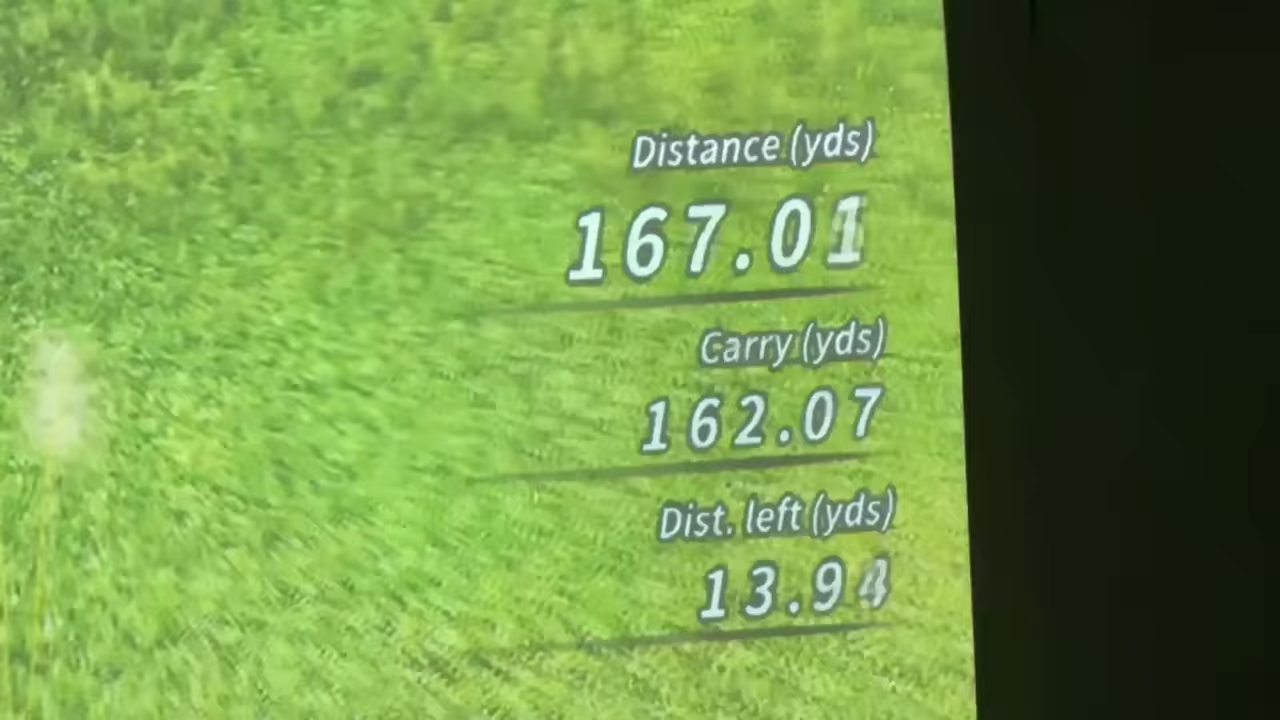 Distance (yds)
167.01
Carry (yds)
162.07
Dist. left (yds)
13.94